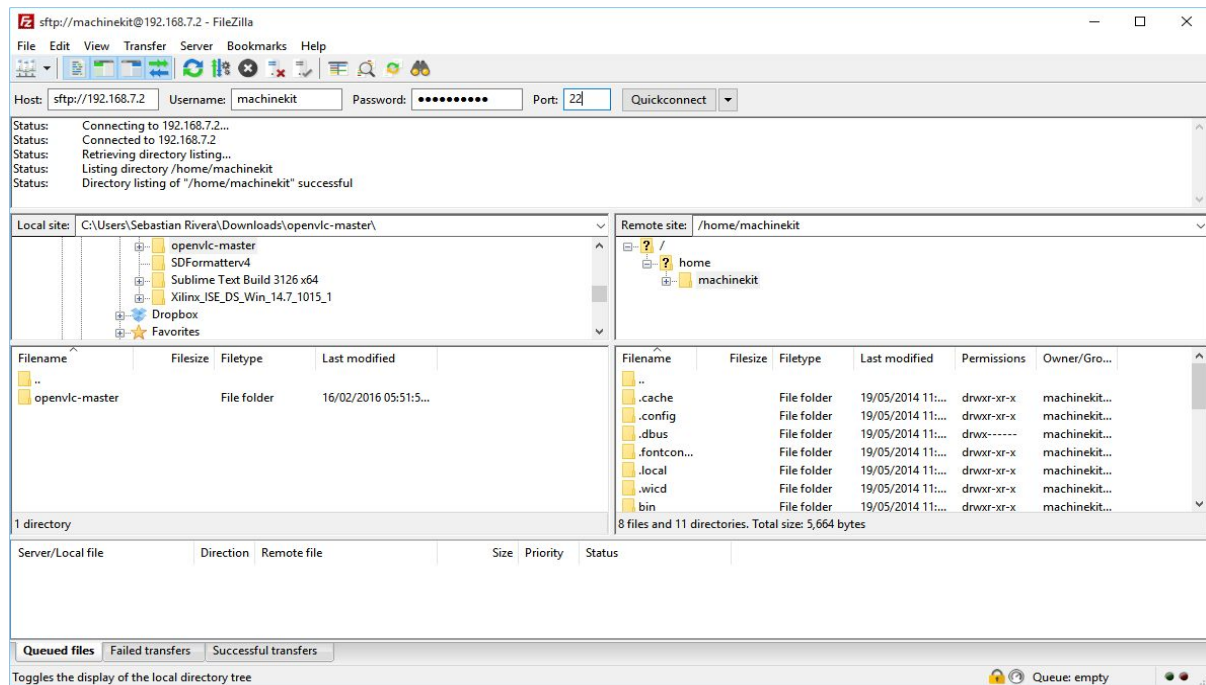 sftp://machinekit@192.168.7.2 - FileZilla
File Edit View Transfer Server Bookmarks Help
Host: sftp://192.168.7.2 Username: machinekit Password: ●●●●●●●●●● Port: 22 Quickconnect
Status: Connecting to 192.168.7.2...
Status: Connected to 192.168.7.2
Status: Retrieving directory listing...
Status: Listing directory /home/machinekit
Status: Directory listing of "/home/machinekit" successful
Local site: C:\Users\Sebastian Rivera\Downloads\openvlc-master\
openvlc-master
SDFormatterv4
Sublime Text Build 3126 x64
Xilinx_ISE_DS_Win_14.7_1015_1
Dropbox
Favorites
Remote site: /home/machinekit
? /
? home
machinekit
Filename Filesize Filetype Last modified
..
openvlc-master File folder 16/02/2016 05:51:5...
1 directory
Filename Filesize Filetype Last modified Permissions Owner/Gro...
..
.cache File folder 19/05/2014 11:... drwxr-xr-x machinekit...
.config File folder 19/05/2014 11:... drwxr-xr-x machinekit...
.dbus File folder 19/05/2014 11:... drwx------ machinekit...
.fontcon... File folder 19/05/2014 11:... drwxr-xr-x machinekit...
.local File folder 19/05/2014 11:... drwxr-xr-x machinekit...
.wicd File folder 19/05/2014 11:... drwxr-xr-x machinekit...
bin File folder 19/05/2014 11:... drwxr-xr-x machinekit...
8 files and 11 directories. Total size: 5,664 bytes
Server/Local file Direction Remote file Size Priority Status
Queued files Failed transfers Successful transfers
Toggles the display of the local directory tree Queue: empty